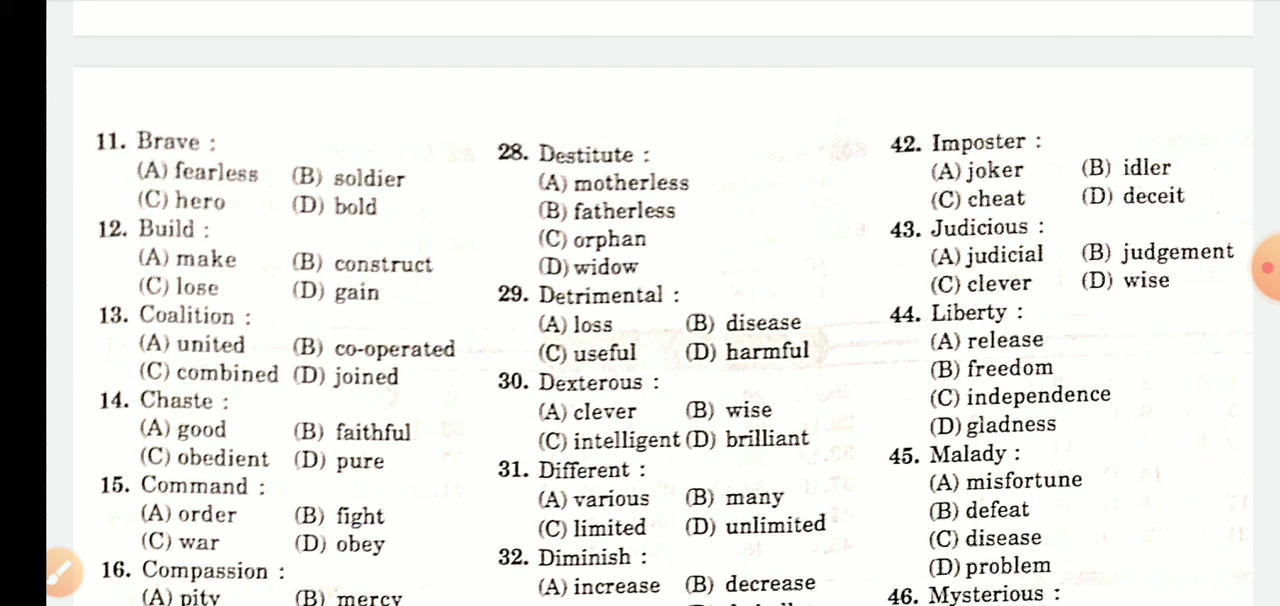 11. Brave :
(A) fearless (B) soldier
(C) hero (D) bold
12. Build :
(A) make (B) construct
(C) lose (D) gain
13. Coalition :
(A) united (B) co-operated
(C) combined (D) joined
14. Chaste :
(A) good (B) faithful
(C) obedient (D) pure
15. Command :
(A) order (B) fight
(C) war (D) obey
16. Compassion :
(A) pity (B) mercy
28. Destitute :
(A) motherless
(B) fatherless
(C) orphan
(D) widow
29. Detrimental :
(A) loss (B) disease
(C) useful (D) harmful
30. Dexterous :
(A) clever (B) wise
(C) intelligent (D) brilliant
31. Different :
(A) various (B) many
(C) limited (D) unlimited
32. Diminish :
(A) increase (B) decrease
42. Imposter :
(A) joker (B) idler
(C) cheat (D) deceit
43. Judicious :
(A) judicial (B) judgement
(C) clever (D) wise
44. Liberty :
(A) release
(B) freedom
(C) independence
(D) gladness
45. Malady :
(A) misfortune
(B) defeat
(C) disease
(D) problem
46. Mysterious :